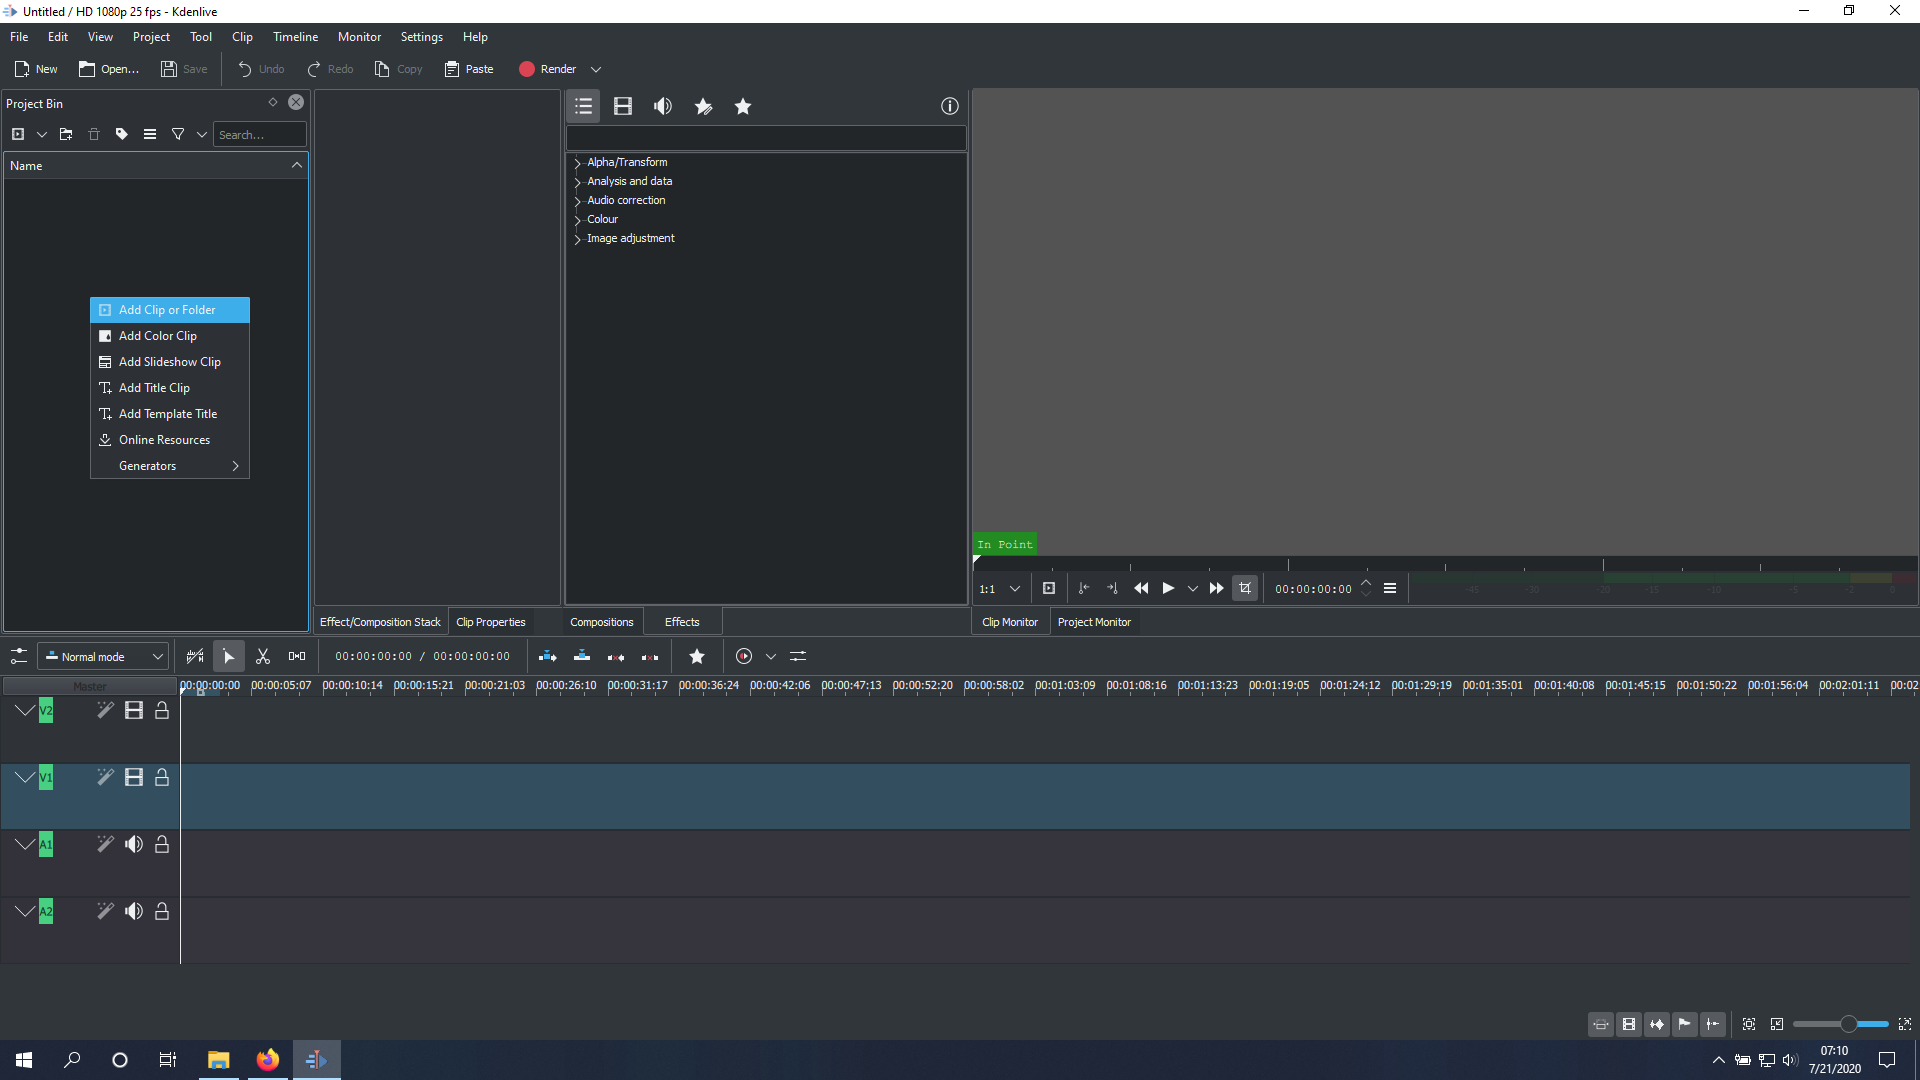 Untitled / HD 1080p 25 fps - Kdenlive
File Edit View Project Tool Clip Timeline Monitor Settings Help
New Open... Save Undo Redo Copy Paste Render
Project Bin
Search...
Name
Alpha/Transform
Analysis and data
Audio correction
Colour
Image adjustment
Add Clip or Folder
Add Color Clip
Add Slideshow Clip
Add Title Clip
Add Template Title
Online Resources
Generators
In Point
1:1 00:00:00:00 -45 -30 -20 -15 -10 -5 -2 0
Effect/Composition Stack Clip Properties Compositions Effects Clip Monitor Project Monitor
Normal mode 00:00:00:00 / 00:00:00:00
Master 00:00:00:00 00:00:05:07 00:00:10:14 00:00:15:21 00:00:21:03 00:00:26:10 00:00:31:17 00:00:36:24 00:00:42:06 00:00:47:13 00:00:52:20 00:00:58:02 00:01:03:09 00:01:08:16 00:01:13:23 00:01:19:05 00:01:24:12 00:01:29:19 00:01:35:01 00:01:40:08 00:01:45:15 00:01:50:22 00:01:56:04 00:02:01:11 00:02
V2
V1
A1
A2
07:10
7/21/2020